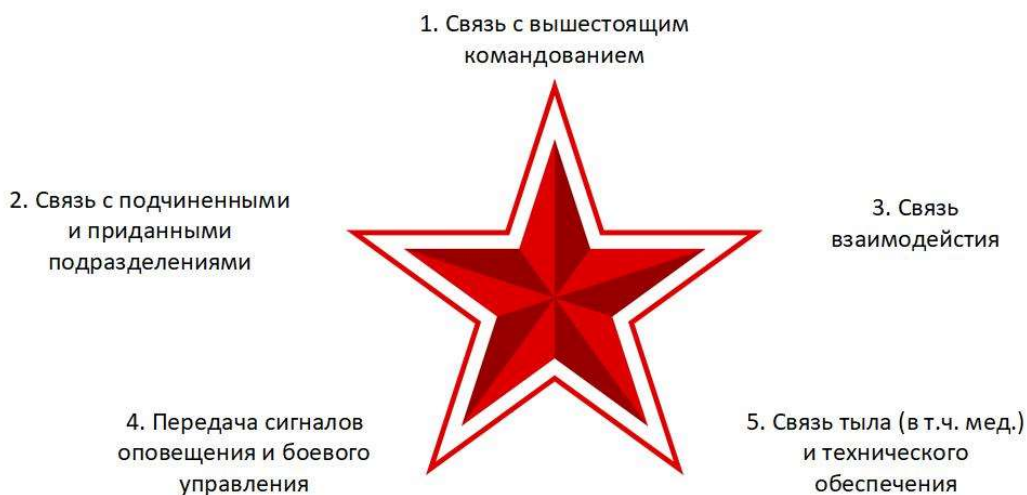 1. Связь с вышестоящим
командованием
2. Связь с подчиненными
и приданными
подразделениями
3. Связь
взаимодейстия
4. Передача сигналов
оповещения и боевого
управления
5. Связь тыла (в т.ч. мед.)
и технического
обеспечения